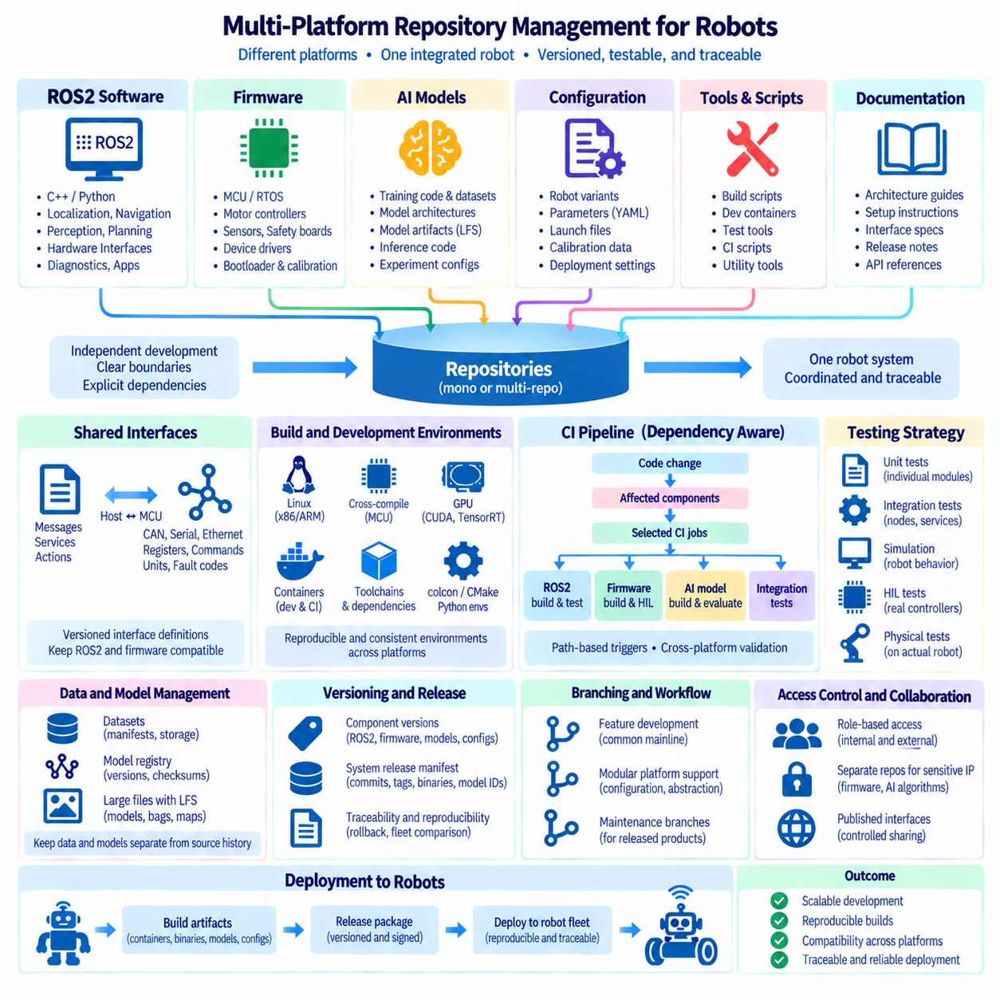 Multi-Platform Repository Management for Robots
Different platforms • One integrated robot • Versioned, testable, and traceable
ROS2 Software
ROS2
• C++ / Python
• Localization, Navigation
• Perception, Planning
• Hardware Interfaces
• Diagnostics, Apps
Firmware
• MCU / RTOS
• Motor controllers
• Sensors, Safety boards
• Device drivers
• Bootloader & calibration
AI Models
• Training code & datasets
• Model architectures
• Model artifacts (LFS)
• Inference code
• Experiment configs
Configuration
• Robot variants
• Parameters (YAML)
• Launch files
• Calibration data
• Deployment settings
Tools & Scripts
• Build scripts
• Dev containers
• Test tools
• CI scripts
• Utility tools
Documentation
• Architecture guides
• Setup instructions
• Interface specs
• Release notes
• API references
Independent development
Clear boundaries
Explicit dependencies
Repositories
(mono or multi-repo)
One robot system
Coordinated and traceable
Shared Interfaces
Messages
Services
Actions
Host ↔ MCU
CAN, Serial, Ethernet
Registers, Commands
Units, Fault codes
Versioned interface definitions
Keep ROS2 and firmware compatible
Build and Development Environments
Linux
(x86/ARM)
Cross-compile
(MCU)
GPU
(CUDA, TensorRT)
Containers
(dev & CI)
Toolchains
& dependencies
colcon / CMake
Python envs
Reproducible and consistent environments
across platforms
CI Pipeline (Dependency Aware)
Code change
Affected components
Selected CI jobs
ROS2
build & test
Firmware
build & HIL
AI model
build & evaluate
Integration
tests
Path-based triggers • Cross-platform validation
Testing Strategy
Unit tests
(individual modules)
Integration tests
(nodes, services)
Simulation
(robot behavior)
HIL tests
(real controllers)
Physical tests
(on actual robot)
Data and Model Management
Datasets
(manifests, storage)
Model registry
(versions, checksums)
Large files with LFS
(models, bags, maps)
Keep data and models separate from source history
Versioning and Release
Component versions
(ROS2, firmware, models, configs)
System release manifest
(commits, tags, binaries, model IDs)
Traceability and reproducibility
(rollback, fleet comparison)
Branching and Workflow
Feature development
(common mainline)
Modular platform support
(configuration, abstraction)
Maintenance branches
(for released products)
Access Control and Collaboration
Role-based access
(internal and external)
Separate repos for sensitive IP
(firmware, AI algorithms)
Published interfaces
(controlled sharing)
Deployment to Robots
Build artifacts
(containers, binaries, models, configs)
Release package
(versioned and signed)
Deploy to robot fleet
(reproducible and traceable)
Outcome
Scalable development
Reproducible builds
Compatibility across platforms
Traceable and reliable deployment